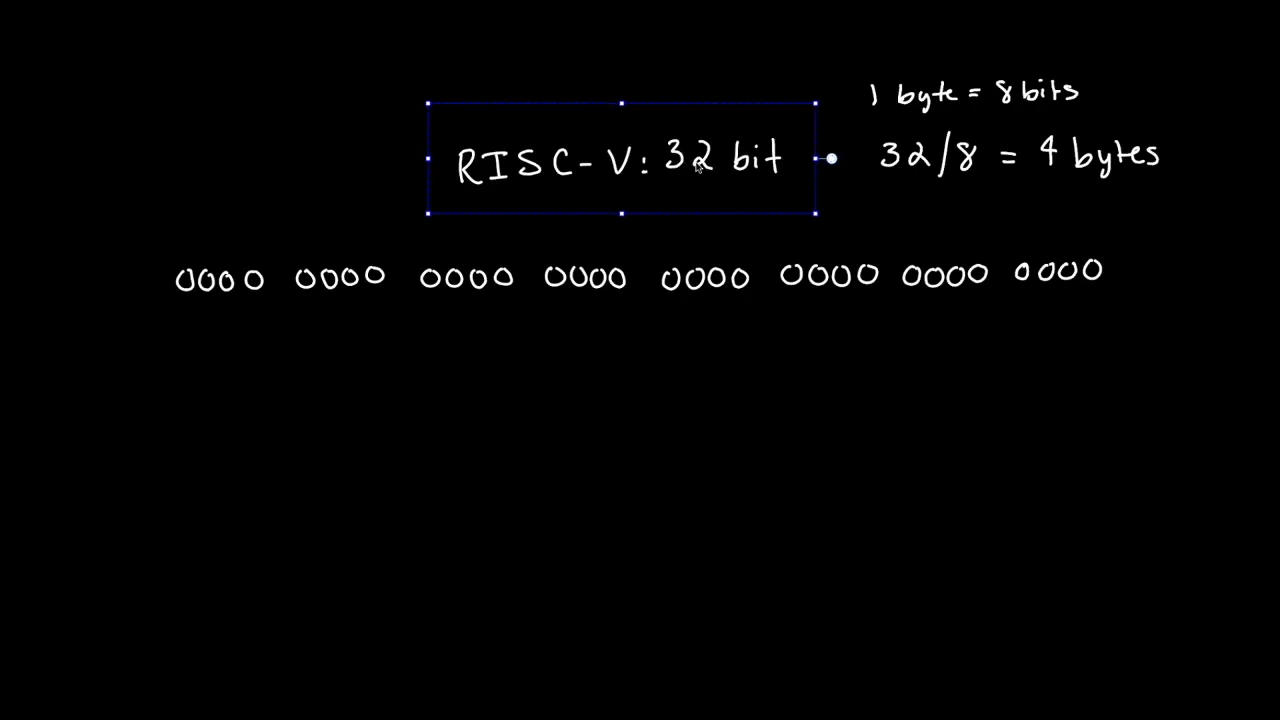 1 byte = 8 bits
RISC-V: 32 bit
32/8 = 4 bytes
0000 0000 0000 0000 0000 0000 0000 0000